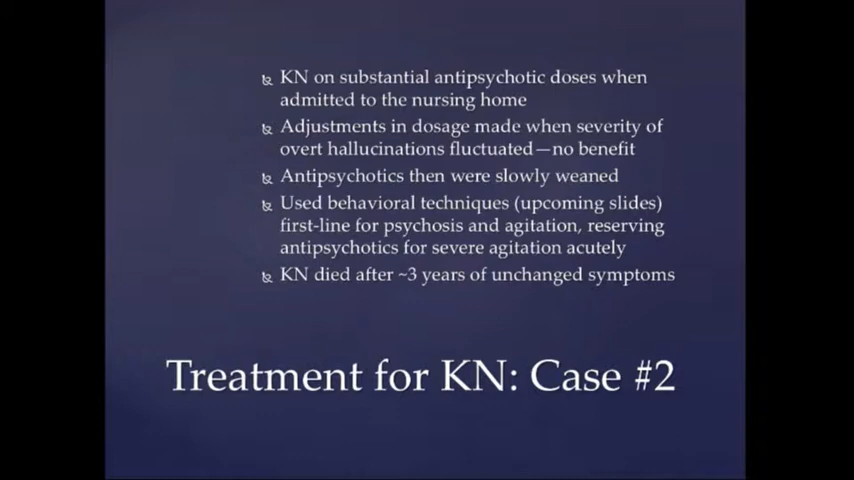 KN on substantial antipsychotic doses when
admitted to the nursing home
Adjustments in dosage made when severity of
overt hallucinations fluctuated—no benefit
Antipsychotics then were slowly weaned
Used behavioral techniques (upcoming slides)
first-line for psychosis and agitation, reserving
antipsychotics for severe agitation acutely
KN died after ~3 years of unchanged symptoms
Treatment for KN: Case #2